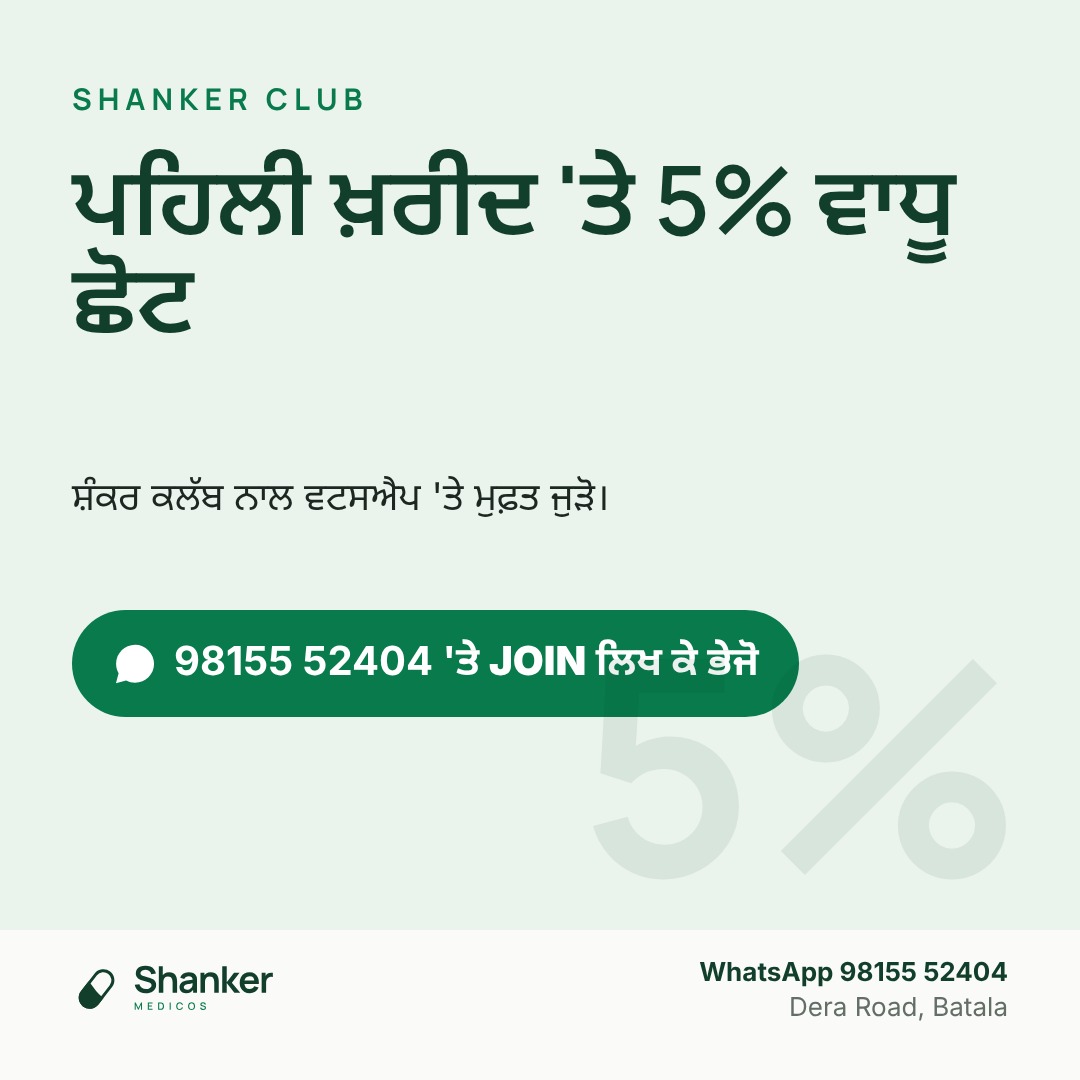 SHANKER CLUB
ਪਹਿਲੀ ਖ਼ਰੀਦ 'ਤੇ 5% ਵਾਧੂ
ਛੋਟ
ਸ਼ੰਕਰ ਕਲੱਬ ਨਾਲ ਵਟਸਐਪ 'ਤੇ ਮੁਫ਼ਤ ਜੁੜੋ।
98155 52404 'ਤੇ JOIN ਲਿਖ ਕੇ ਭੇਜੋ
5%
Shanker
MEDICOS
WhatsApp 98155 52404
Dera Road, Batala